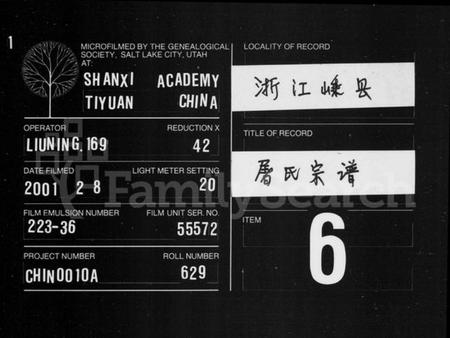 1
MICROFILMED BY THE GENEALOGICAL
SOCIETY, SALT LAKE CITY, UTAH
AT:
SHANXI ACADEMY
TIYUAN CHINA
OPERATOR REDUCTION X
LIUNING, 169 42
DATE FILMED LIGHT METER SETTING
2001 2 8 20
FILM EMULSION NUMBER FILM UNIT SER. NO.
223-36 55572
PROJECT NUMBER ROLL NUMBER
CHIN0010A 629
LOCALITY OF RECORD
浙江嵊县
TITLE OF RECORD
屠氏宗谱
ITEM
6
FamilySearch